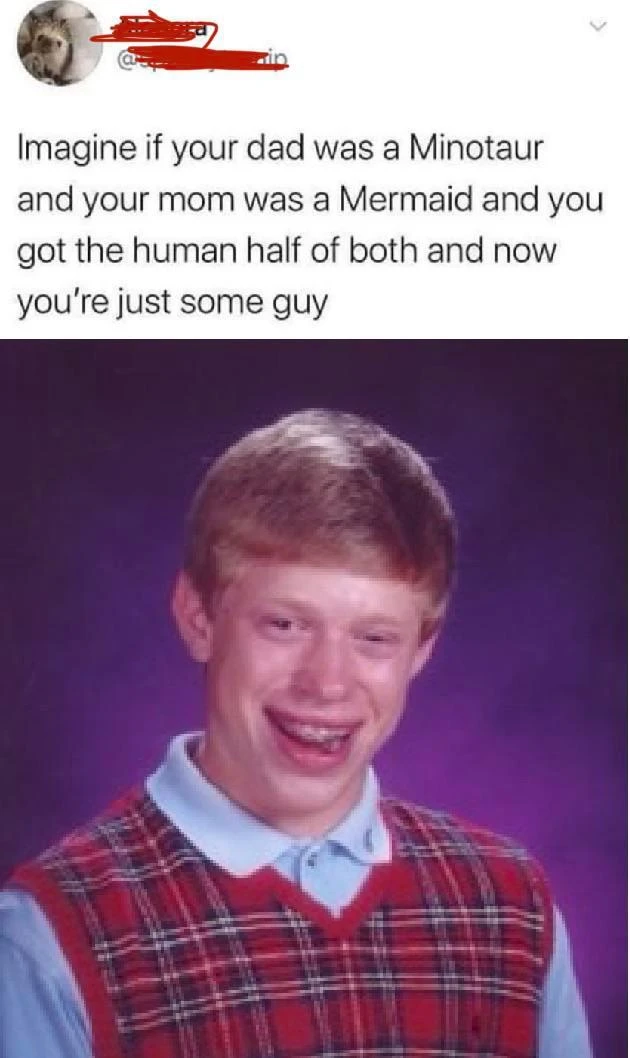 Imagine if your dad was a Minotaur
and your mom was a Mermaid and you
got the human half of both and now
you're just some guy